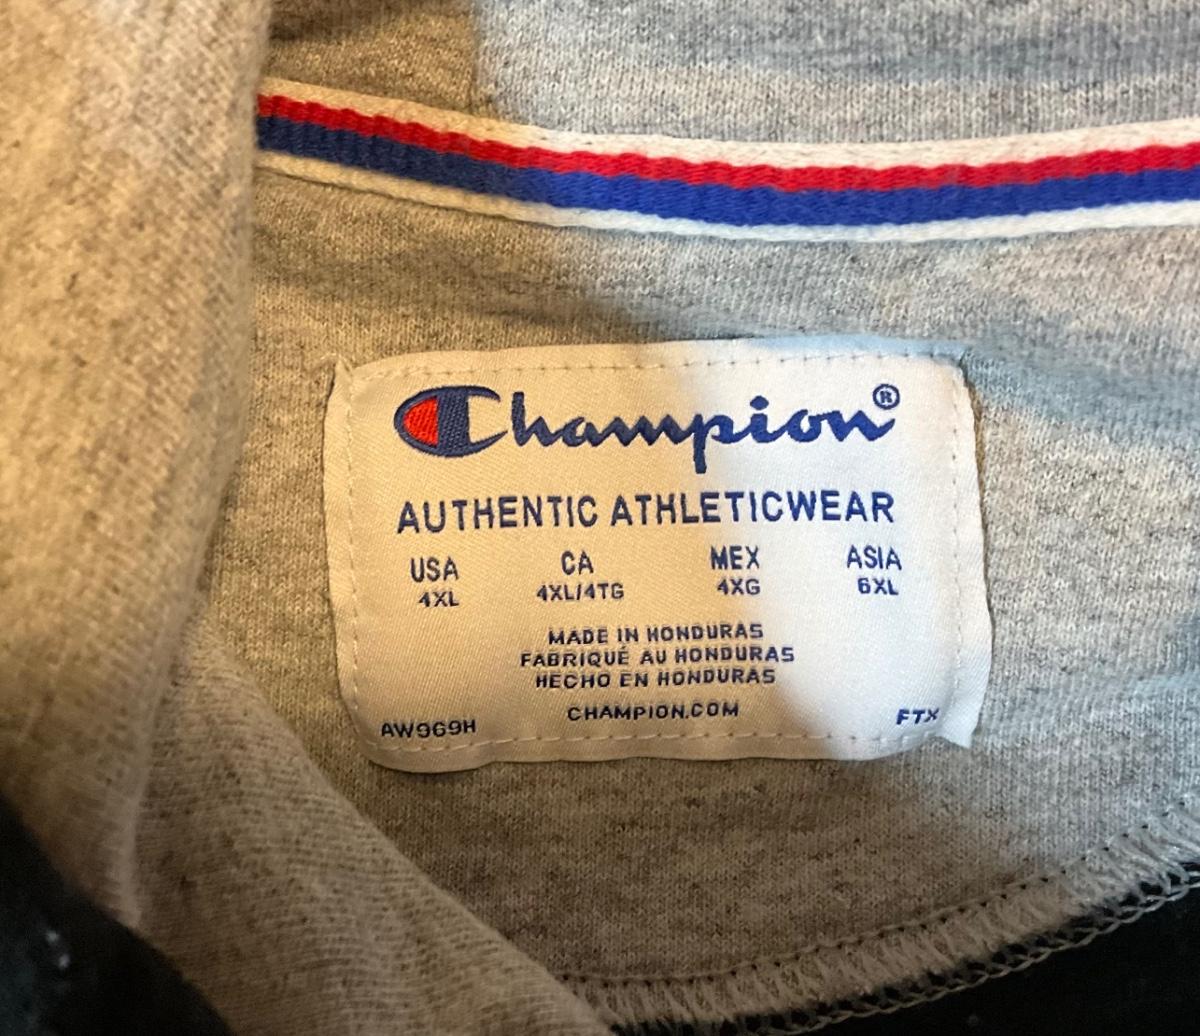 Champion®
AUTHENTIC ATHLETICWEAR
USA CA MEX ASIA
4XL 4XL/4TG 4XG 6XL
MADE IN HONDURAS
FABRIQUÉ AU HONDURAS
HECHO EN HONDURAS
CHAMPION.COM
AW969H FTX